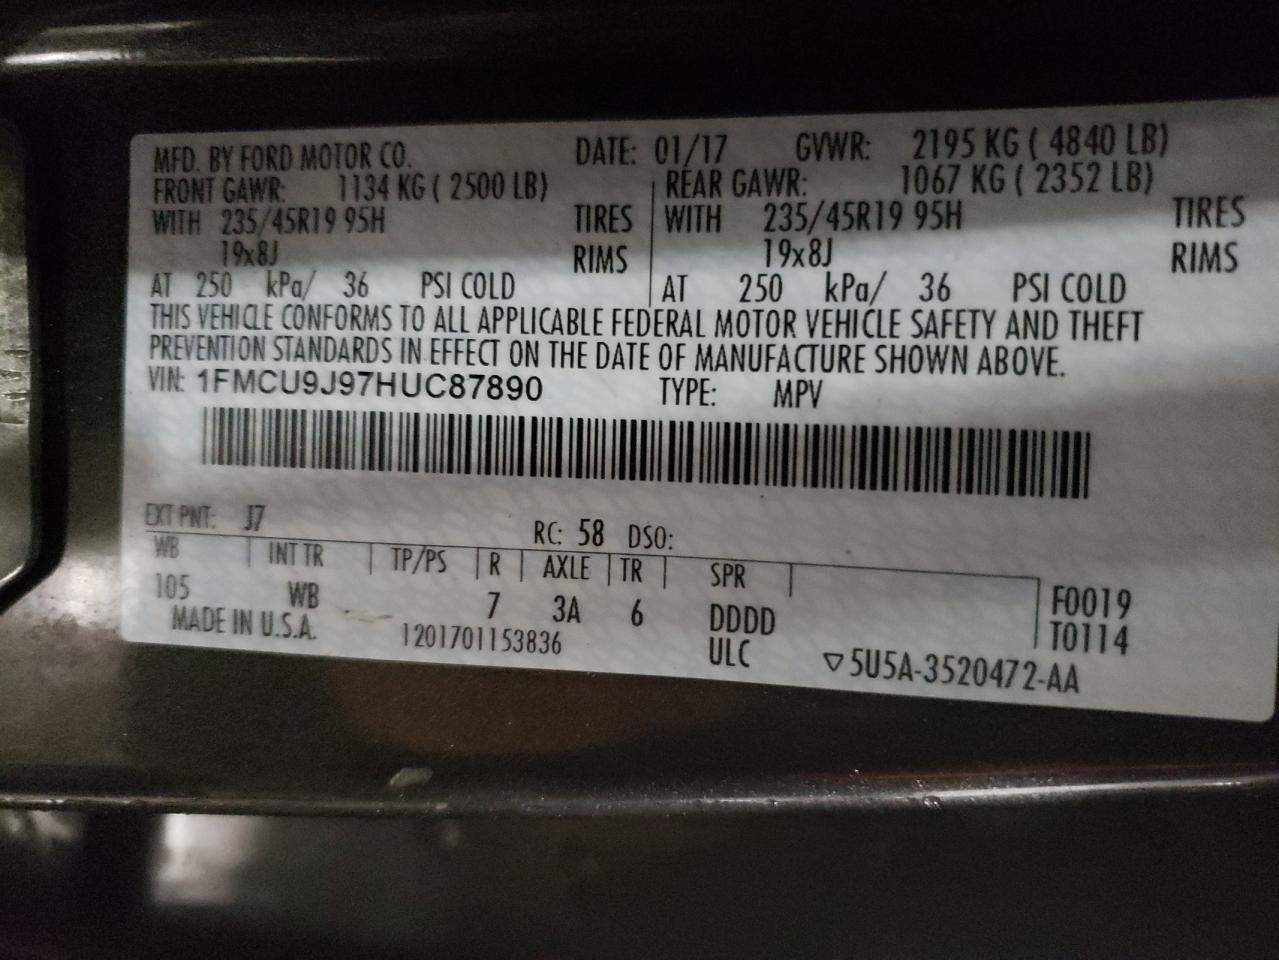 MFD. BY FORD MOTOR CO. DATE: 01/17 GVWR: 2195 KG ( 4840 LB)
FRONT GAWR: 1134 KG ( 2500 LB) REAR GAWR: 1067 KG ( 2352 LB)
WITH 235/45R19 95H TIRES WITH 235/45R19 95H TIRES
19x8J RIMS 19x8J RIMS
AT 250 kPa/ 36 PSI COLD AT 250 kPa/ 36 PSI COLD
THIS VEHICLE CONFORMS TO ALL APPLICABLE FEDERAL MOTOR VEHICLE SAFETY AND THEFT
PREVENTION STANDARDS IN EFFECT ON THE DATE OF MANUFACTURE SHOWN ABOVE.
VIN: 1FMCU9J97HUC87890 TYPE: MPV
EXT PNT: J7 RC: 58 DSO:
WB INT TR TP/PS R AXLE TR SPR
105 WB 7 3A 6 DDDD F0019
MADE IN U.S.A. 1201701153836 ULC T0114
▽5U5A-3520472-AA